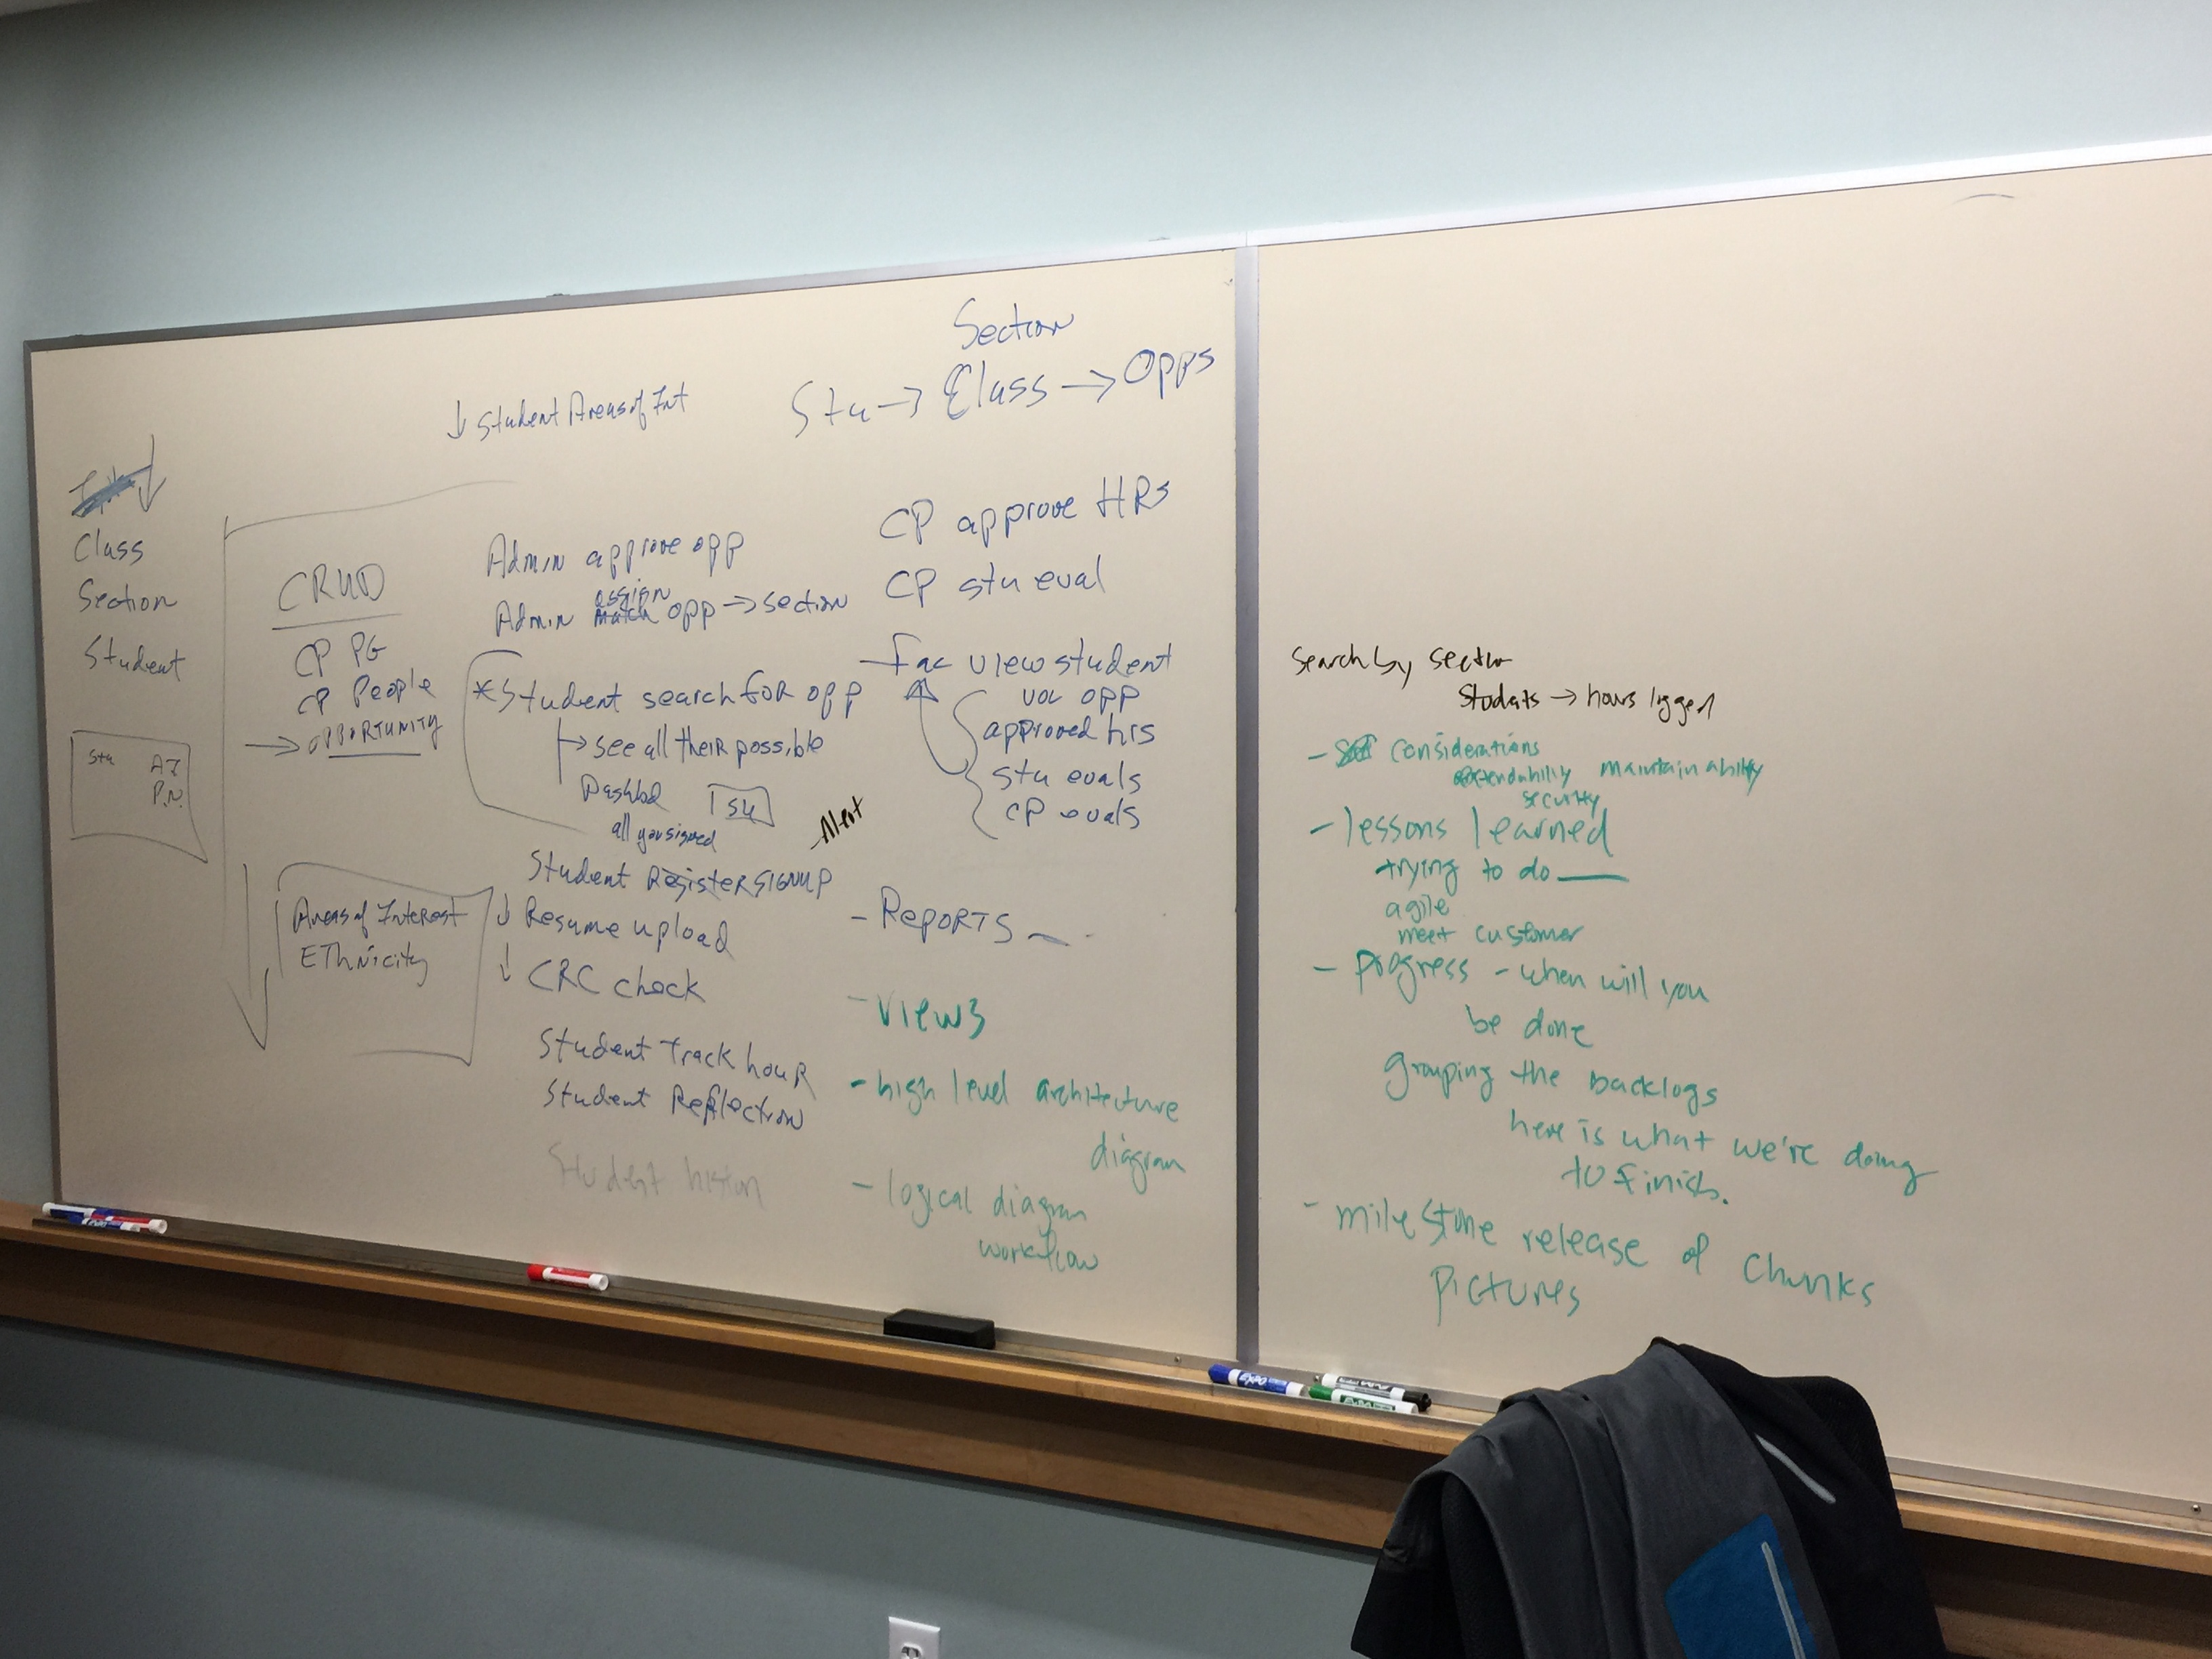 Section
Stu → Class → Opps
↓ Student Areas of Int
Class
Section
Student
Stu AI
P.N.
CRUD
CP PG
CP People
→ OPPORTUNITY
Areas of Interest
EThnicity
Admin approve opp
assign
Admin match opp → section
*Student search foR opp
→ see all theiR possible
Dashbd
all you signed
Alert
Student RegisteR SIGNUP
↓ Resume upload
↓ CRC check
Student Track houR
Student Reflection
Student
CP approve HRs
CP stu eval
- fac view student
opp
approved hrs
stu evals
CP evals
- RepoRTS
- views
- high level architecture
diagram
- logical diagram
workflow
Search by section
Students → hours logged
- considerations
maintainability
security
- lessons learned
trying to do ____
agile
meet customer
- progress - when will you
be done
grouping the backlogs
here is what we're doing
to finish.
- milestone release of chunks
pictures